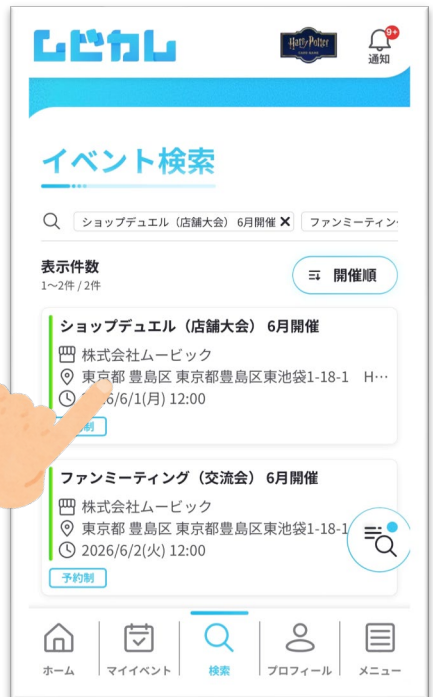 ムビカレ
Harry Potter
9+
通知
イベント検索
ショップデュエル（店舗大会） 6月開催 ✕ ファンミーティン
表示件数
1～2件 / 2件
開催順
ショップデュエル（店舗大会） 6月開催
株式会社ムービック
東京都 豊島区 東京都豊島区東池袋1-18-1 H…
6/1(月) 12:00
制
ファンミーティング（交流会） 6月開催
株式会社ムービック
東京都 豊島区 東京都豊島区東池袋1-18-1
2026/6/2(火) 12:00
予約制
ホーム マイイベント 検索 プロフィール メニュー